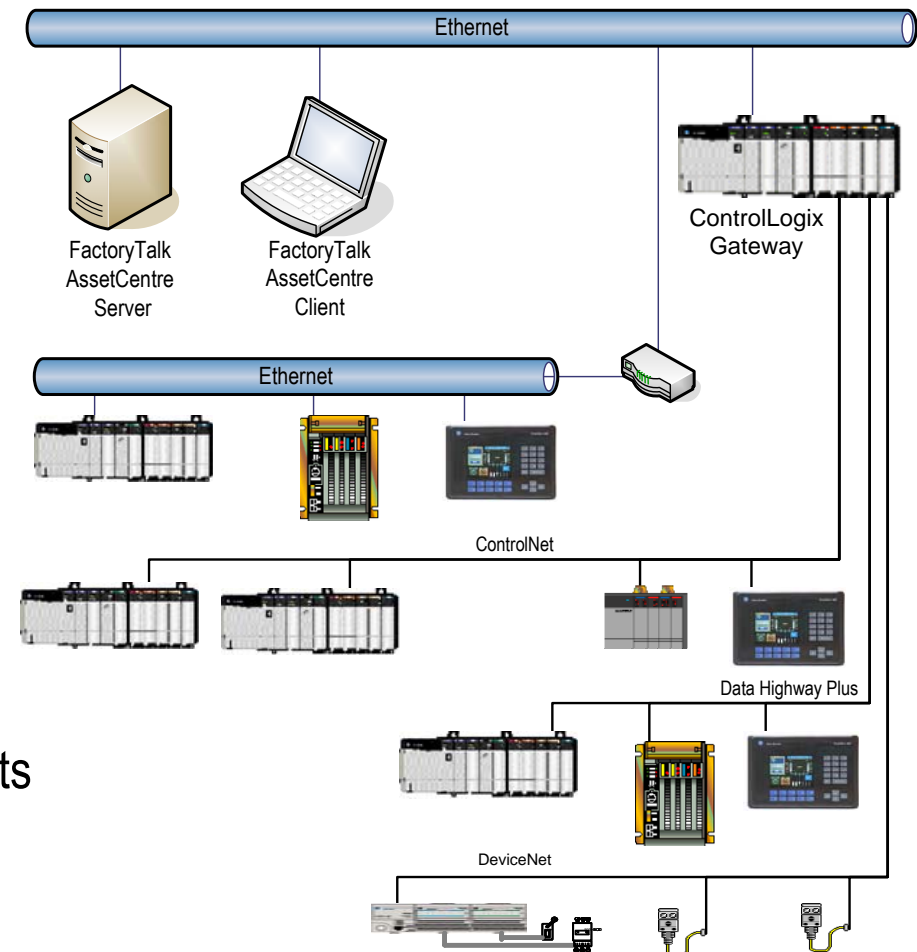 Ethernet
FactoryTalk
AssetCentre
Server
FactoryTalk
AssetCentre
Client
ControlLogix
Gateway
Ethernet
ControlNet
Data Highway Plus
ts
DeviceNet